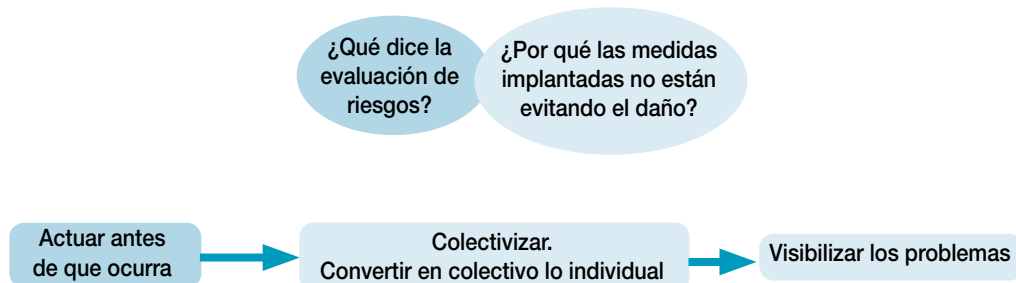 ¿Qué dice la
evaluación de
riesgos?
¿Por qué las medidas
implantadas no están
evitando el daño?
Actuar antes
de que ocurra
Colectivizar.
Convertir en colectivo lo individual
Visibilizar los problemas